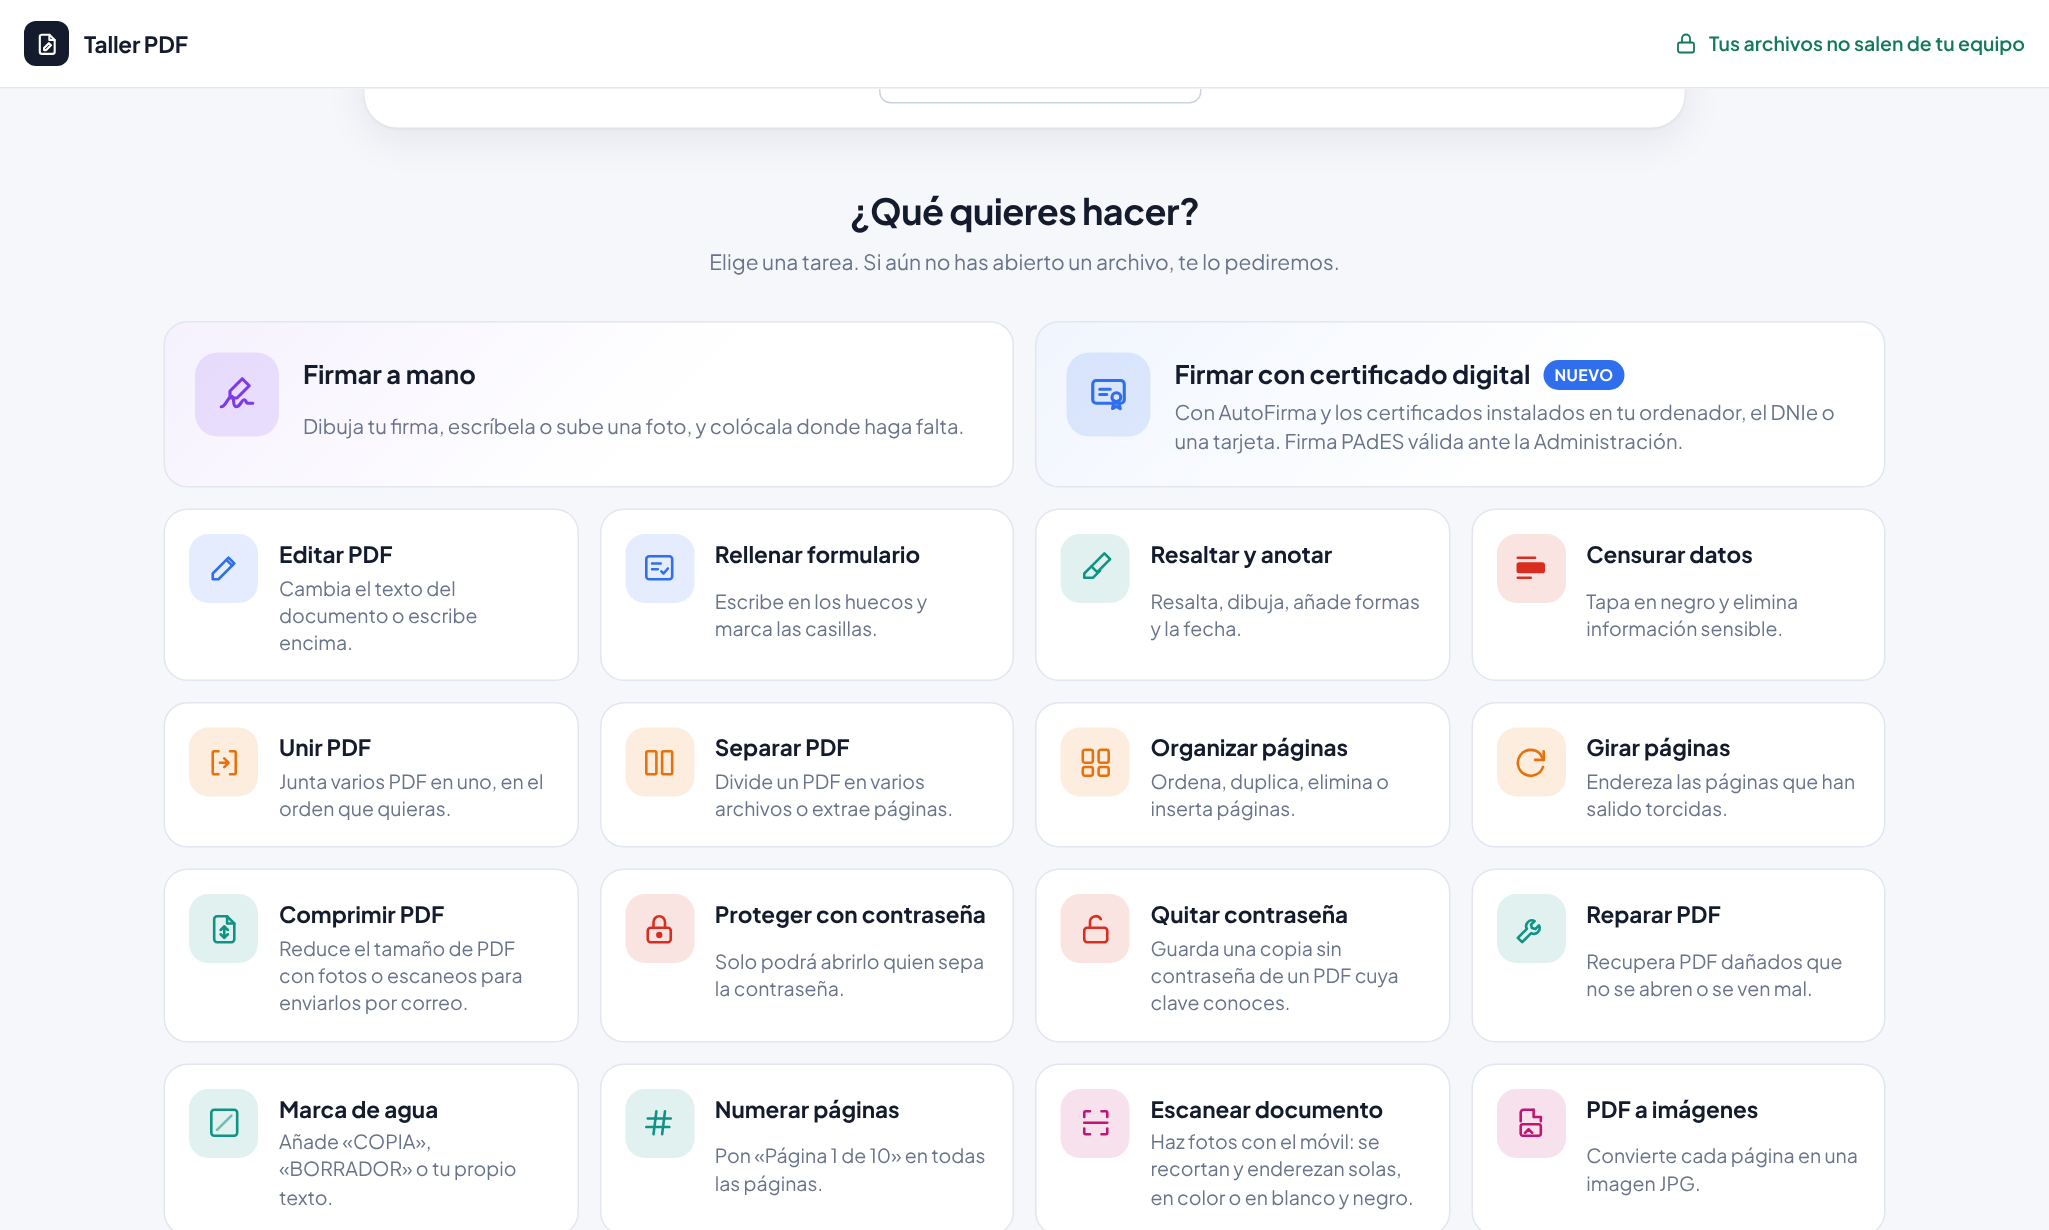 Taller PDF
Tus archivos no salen de tu equipo
¿Qué quieres hacer?
Elige una tarea. Si aún no has abierto un archivo, te lo pediremos.
Firmar a mano
Dibuja tu firma, escríbela o sube una foto, y colócala donde haga falta.
Firmar con certificado digital NUEVO
Con AutoFirma y los certificados instalados en tu ordenador, el DNIe o
una tarjeta. Firma PAdES válida ante la Administración.
Editar PDF
Cambia el texto del
documento o escribe
encima.
Rellenar formulario
Escribe en los huecos y
marca las casillas.
Resaltar y anotar
Resalta, dibuja, añade formas
y la fecha.
Censurar datos
Tapa en negro y elimina
información sensible.
Unir PDF
Junta varios PDF en uno, en el
orden que quieras.
Separar PDF
Divide un PDF en varios
archivos o extrae páginas.
Organizar páginas
Ordena, duplica, elimina o
inserta páginas.
Girar páginas
Endereza las páginas que han
salido torcidas.
Comprimir PDF
Reduce el tamaño de PDF
con fotos o escaneos para
enviarlos por correo.
Proteger con contraseña
Solo podrá abrirlo quien sepa
la contraseña.
Quitar contraseña
Guarda una copia sin
contraseña de un PDF cuya
clave conoces.
Reparar PDF
Recupera PDF dañados que
no se abren o se ven mal.
Marca de agua
Añade «COPIA»,
«BORRADOR» o tu propio
texto.
Numerar páginas
Pon «Página 1 de 10» en todas
las páginas.
Escanear documento
Haz fotos con el móvil: se
recortan y enderezan solas,
en color o en blanco y negro.
PDF a imágenes
Convierte cada página en una
imagen JPG.